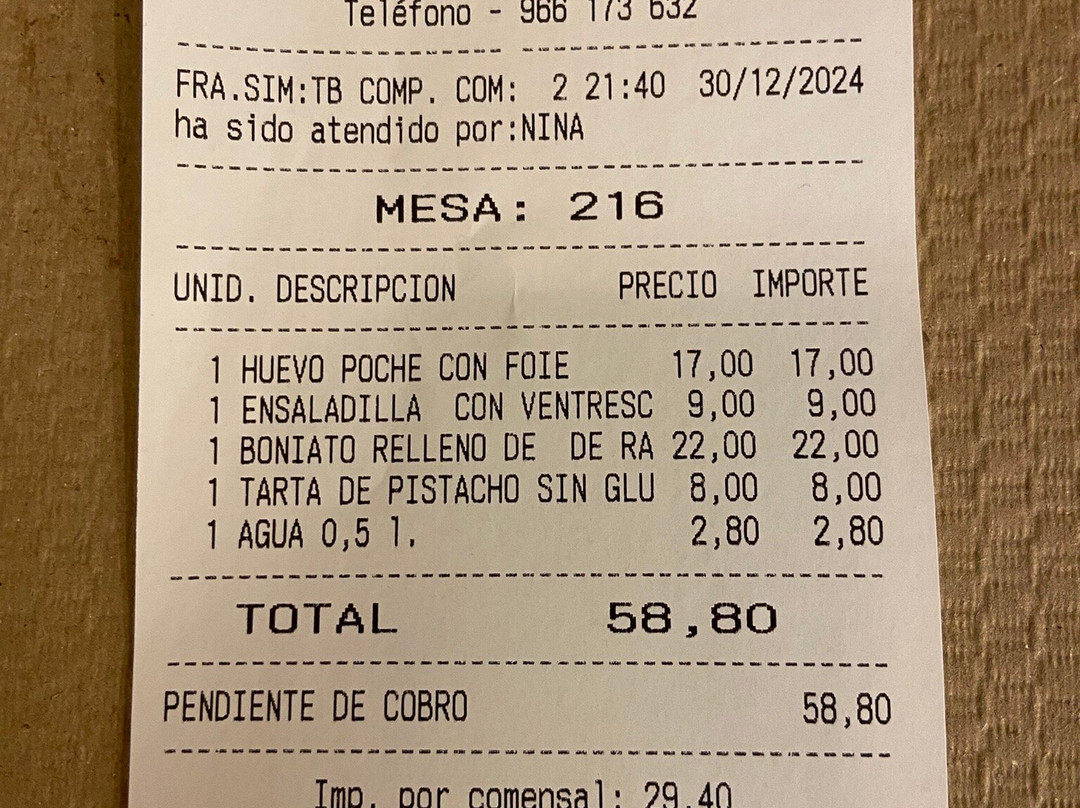 Teléfono - 966 173 632
FRA.SIM:TB COMP. COM: 2 21:40 30/12/2024
ha sido atendido por:NINA
MESA: 216
UNID. DESCRIPCION PRECIO IMPORTE
1 HUEVO POCHE CON FOIE 17,00 17,00
1 ENSALADILLA CON VENTRESC 9,00 9,00
1 BONIATO RELLENO DE DE RA 22,00 22,00
1 TARTA DE PISTACHO SIN GLU 8,00 8,00
1 AGUA 0,5 l. 2,80 2,80
TOTAL 58,80
PENDIENTE DE COBRO 58,80
Imp. por comensal: 29,40